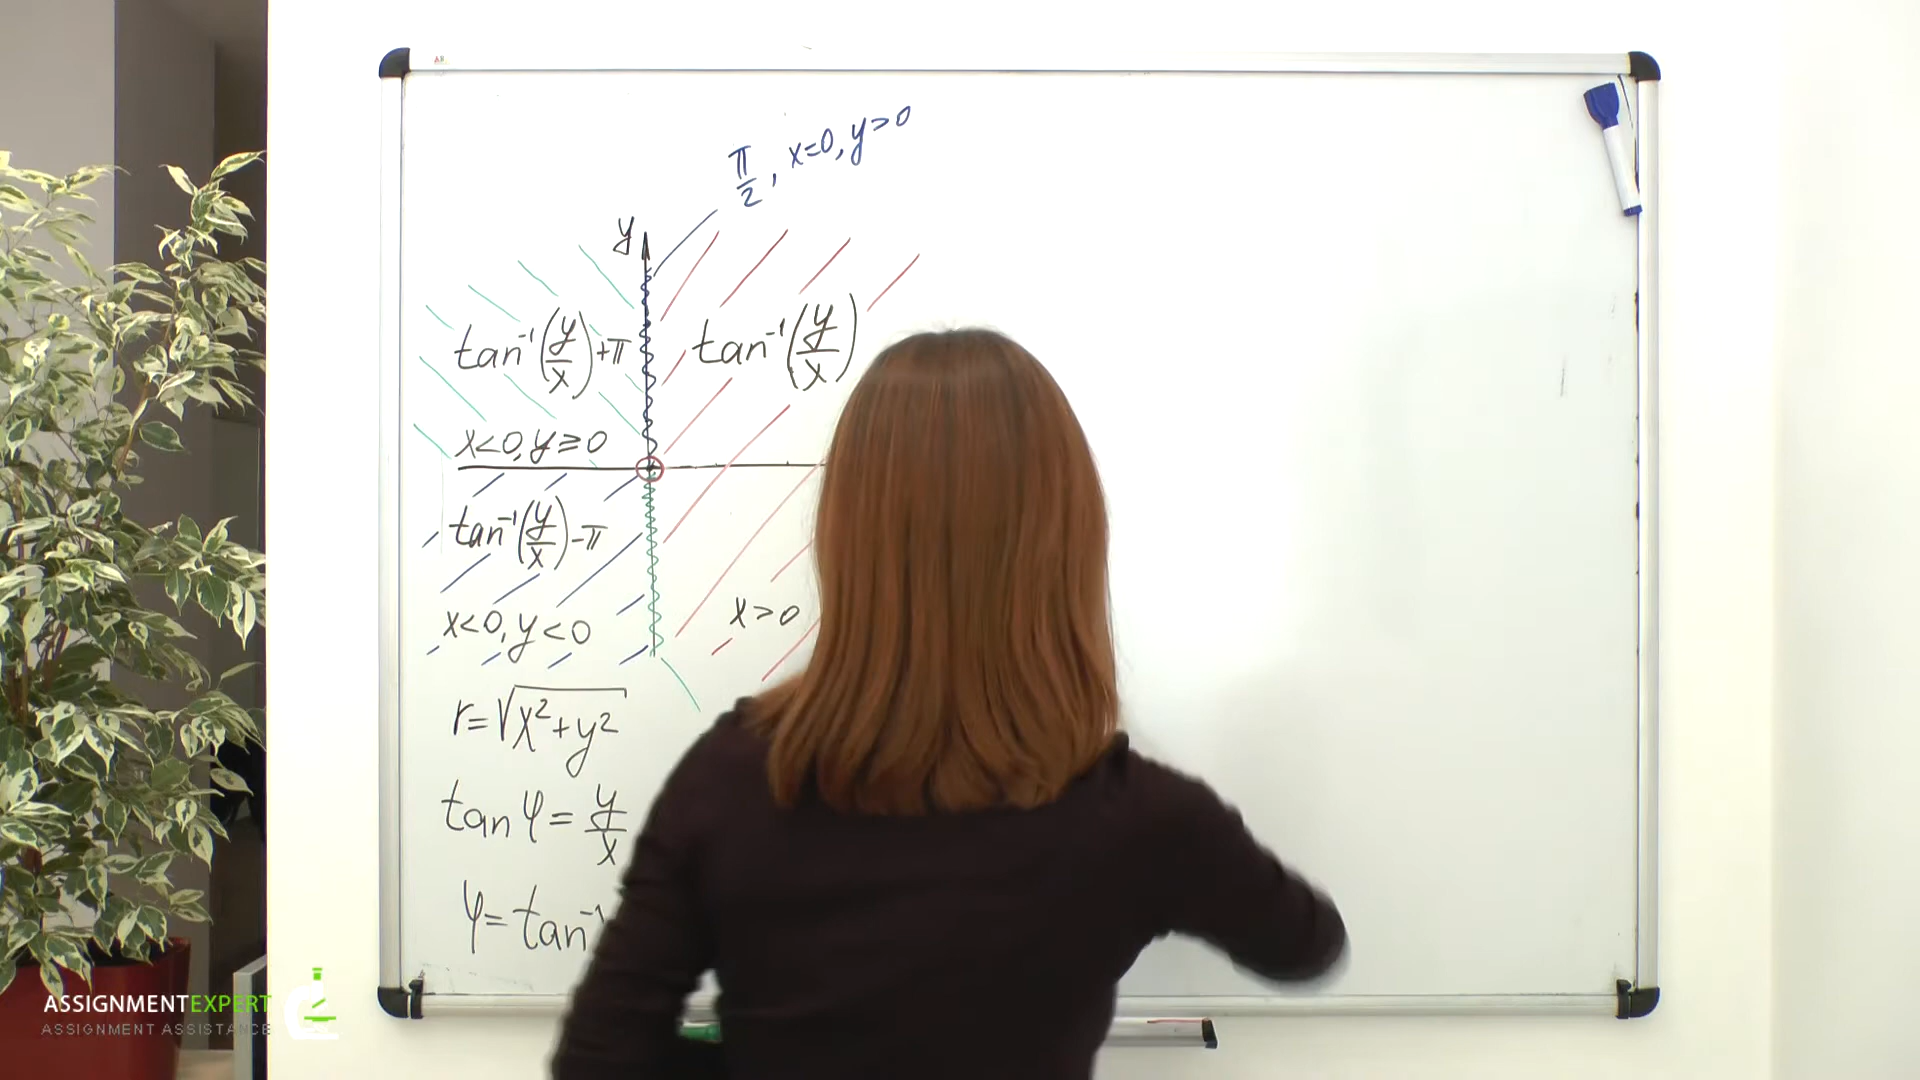 π/2, x=0, y>0
y
tan⁻¹(y/x)+π
tan⁻¹(y/x)
x<0, y≥0
tan⁻¹(y/x)-π
x<0, y<0
x>0
r=√x²+y²
tan φ = y/x
φ=tan⁻¹
ASSIGNMENTEXPERT
ASSIGNMENT ASSISTANCE